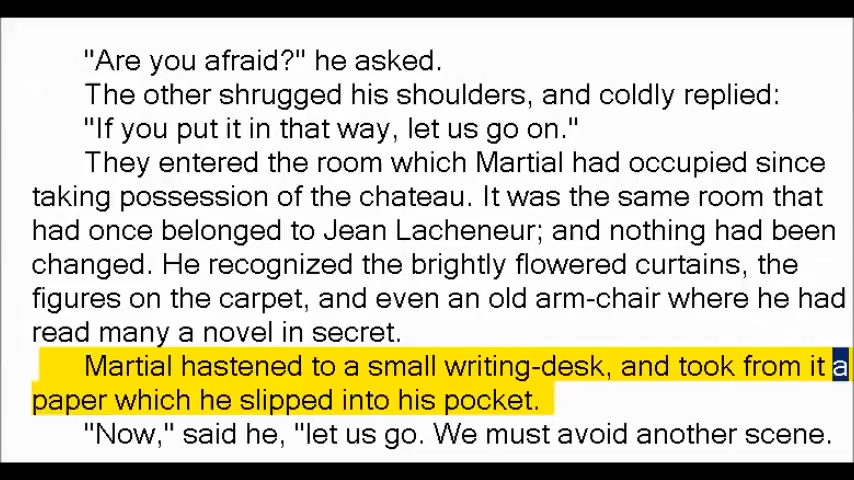 "Are you afraid?" he asked.
The other shrugged his shoulders, and coldly replied:
"If you put it in that way, let us go on."
They entered the room which Martial had occupied since
taking possession of the chateau. It was the same room that
had once belonged to Jean Lacheneur; and nothing had been
changed. He recognized the brightly flowered curtains, the
figures on the carpet, and even an old arm-chair where he had
read many a novel in secret.
Martial hastened to a small writing-desk, and took from it a
paper which he slipped into his pocket.
"Now," said he, "let us go. We must avoid another scene.